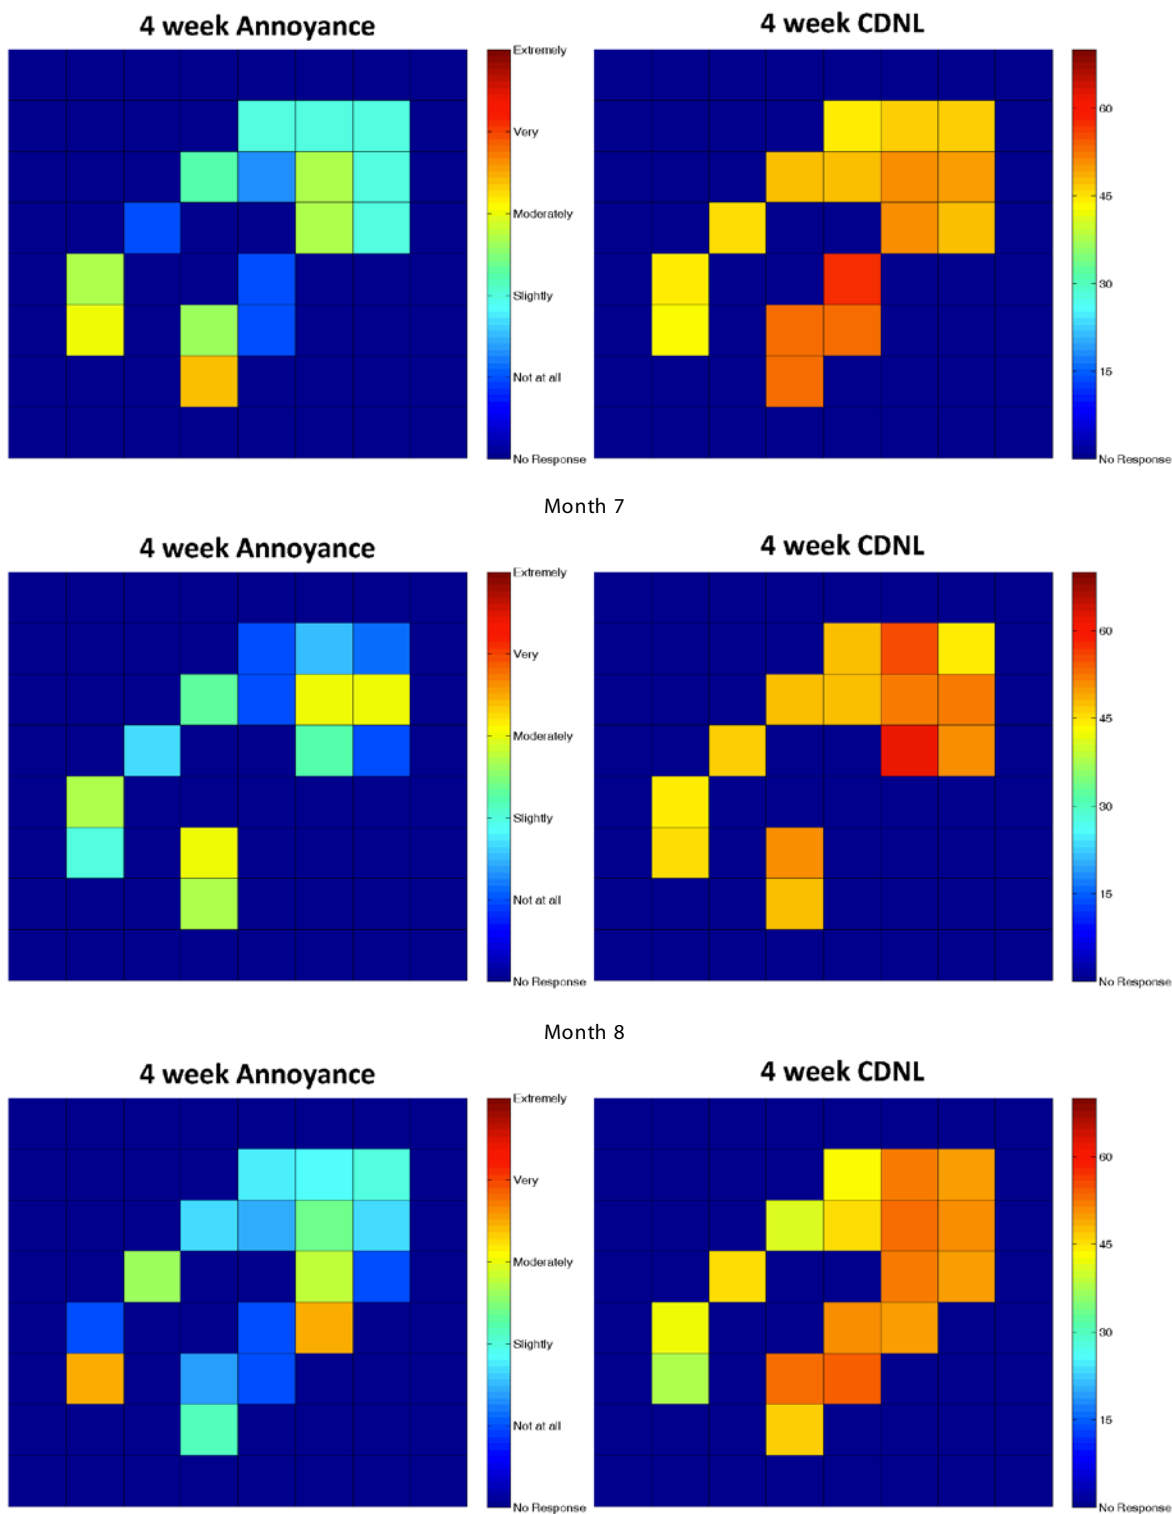 4 week Annoyance
4 week CDNL
Extremely
Very
Moderately
Slightly
Not at all
No Response
60
45
30
15
No Response
Month 7
4 week Annoyance
4 week CDNL
Extremely
Very
Moderately
Slightly
Not at all
No Response
60
45
30
15
No Response
Month 8
4 week Annoyance
4 week CDNL
Extremely
Very
Moderately
Slightly
Not at all
No Response
60
45
30
15
No Response